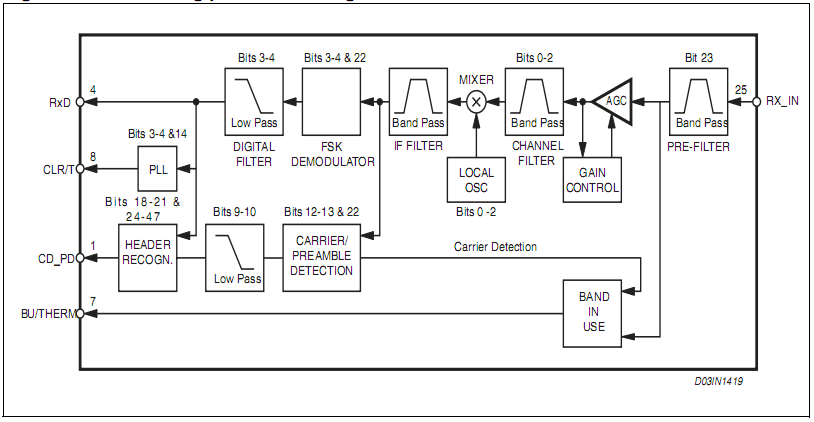 Bits 3-4
Bits 3-4 & 22
Bits 0-2
Bit 23
MIXER
4
RxD
Low Pass
DIGITAL
FILTER
FSK
DEMODULATOR
Band Pass
IF FILTER
Band Pass
CHANNEL
FILTER
AGC
Band Pass
PRE-FILTER
25
RX_IN
Bits 3-4 &14
8
CLR/T
PLL
LOCAL
OSC
Bits 0 -2
GAIN
CONTROL
Bits 18-21 &
24-47
Bits 9-10
Bits 12-13 & 22
1
CD_PD
HEADER
RECOGN.
Low Pass
CARRIER/
PREAMBLE
DETECTION
Carrier Detection
7
BU/THERM
BAND
IN
USE
D03IN1419